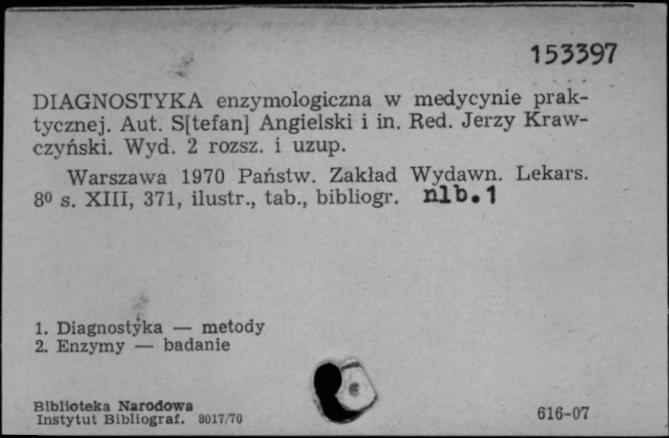 153397
DIAGNOSTYKA enzymologiczna w medycynie prak-
tycznej. Aut. S[tefan] Angielski i in. Red. Jerzy Kraw-
czyński. Wyd. 2 rozsz. i uzup.
Warszawa 1970 Państw. Zakład Wydawn. Lekars.
8⁰ s. XIII, 371, ilustr., tab., bibliogr. nlb.1
1. Diagnostyka — metody
2. Enzymy — badanie
Biblioteka Narodowa
Instytut Bibliograf. 8017/70
616-07